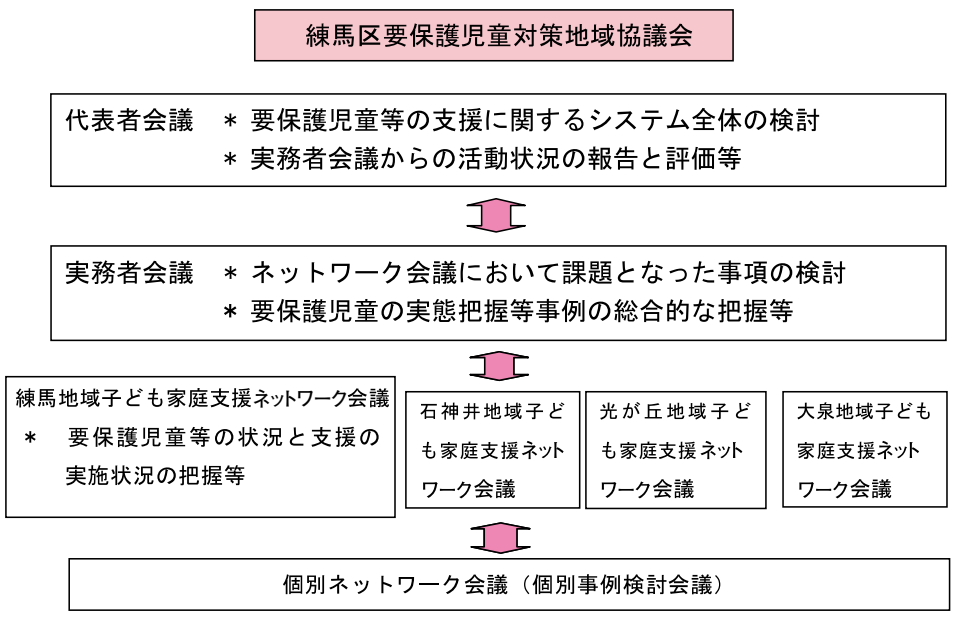 練馬区要保護児童対策地域協議会
代表者会議 * 要保護児童等の支援に関するシステム全体の検討
* 実務者会議からの活動状況の報告と評価等
実務者会議 * ネットワーク会議において課題となった事項の検討
* 要保護児童の実態把握等事例の総合的な把握等
練馬地域子ども家庭支援ネットワーク会議
* 要保護児童等の状況と支援の
実施状況の把握等
石神井地域子ど
も家庭支援ネット
ワーク会議
光が丘地域子ど
も家庭支援ネット
ワーク会議
大泉地域子ども
家庭支援ネット
ワーク会議
個別ネットワーク会議（個別事例検討会議）